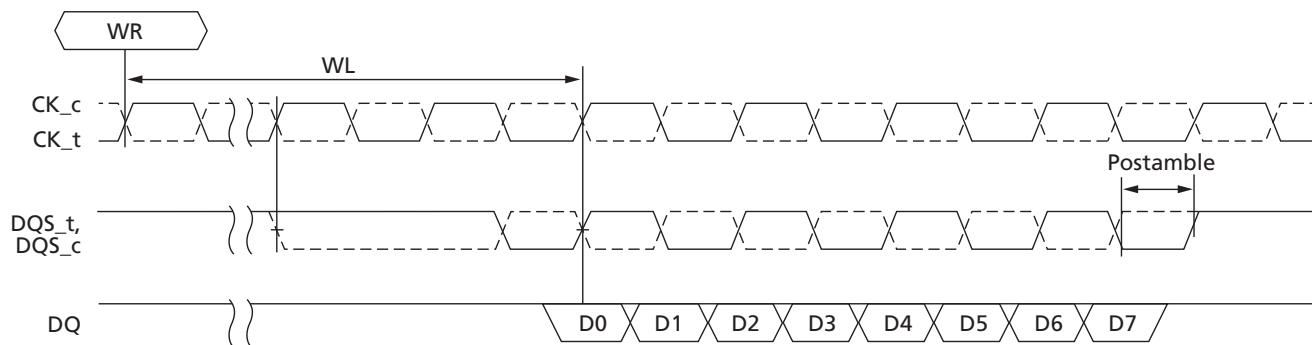 WR
WL
CK_c
CK_t
Postamble
DQS_t,
DQS_c
DQ
D0 D1 D2 D3 D4 D5 D6 D7